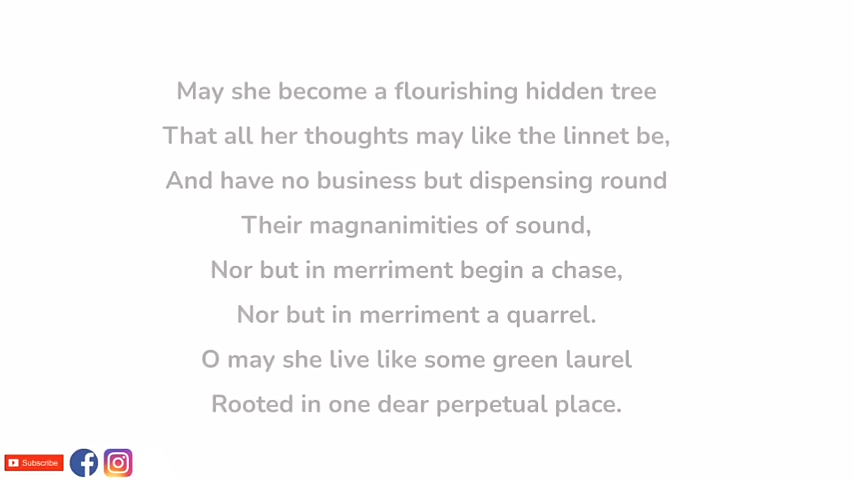 May she become a flourishing hidden tree
That all her thoughts may like the linnet be,
And have no business but dispensing round
Their magnanimities of sound,
Nor but in merriment begin a chase,
Nor but in merriment a quarrel.
O may she live like some green laurel
Rooted in one dear perpetual place.
Subscribe